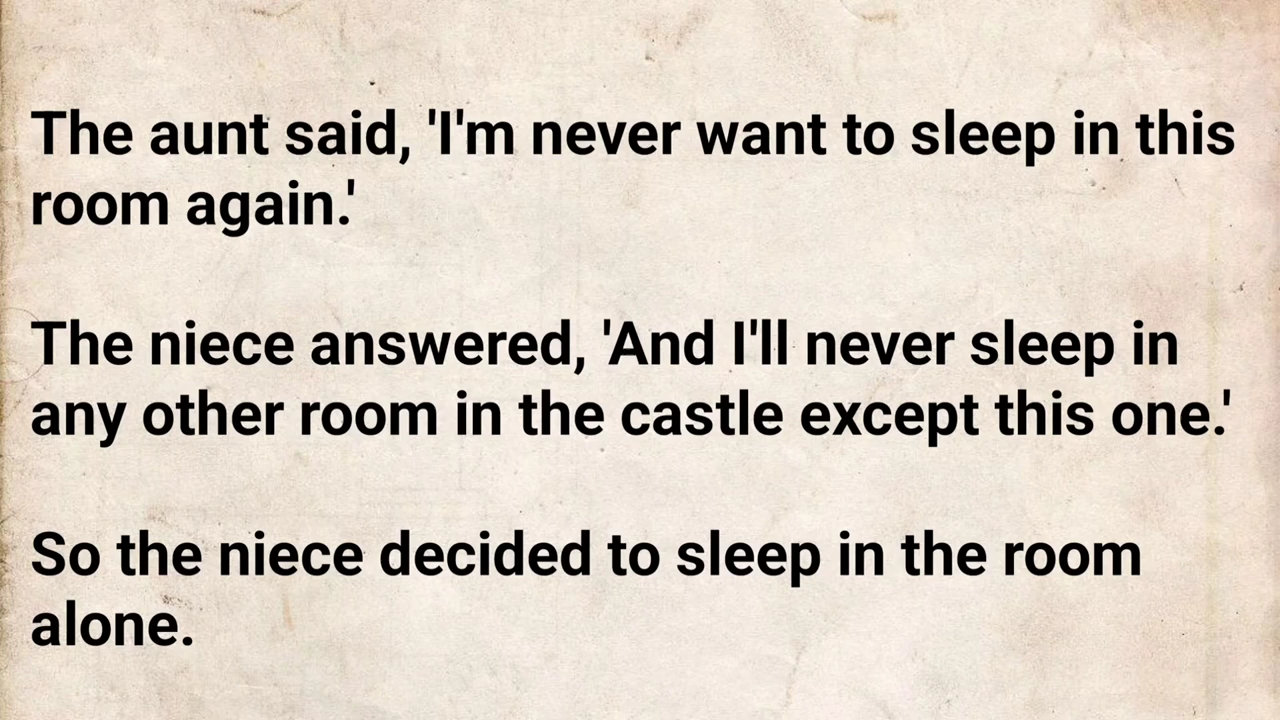 The aunt said, 'I'm never want to sleep in this
room again.'
The niece answered, 'And I'll never sleep in
any other room in the castle except this one.'
So the niece decided to sleep in the room
alone.